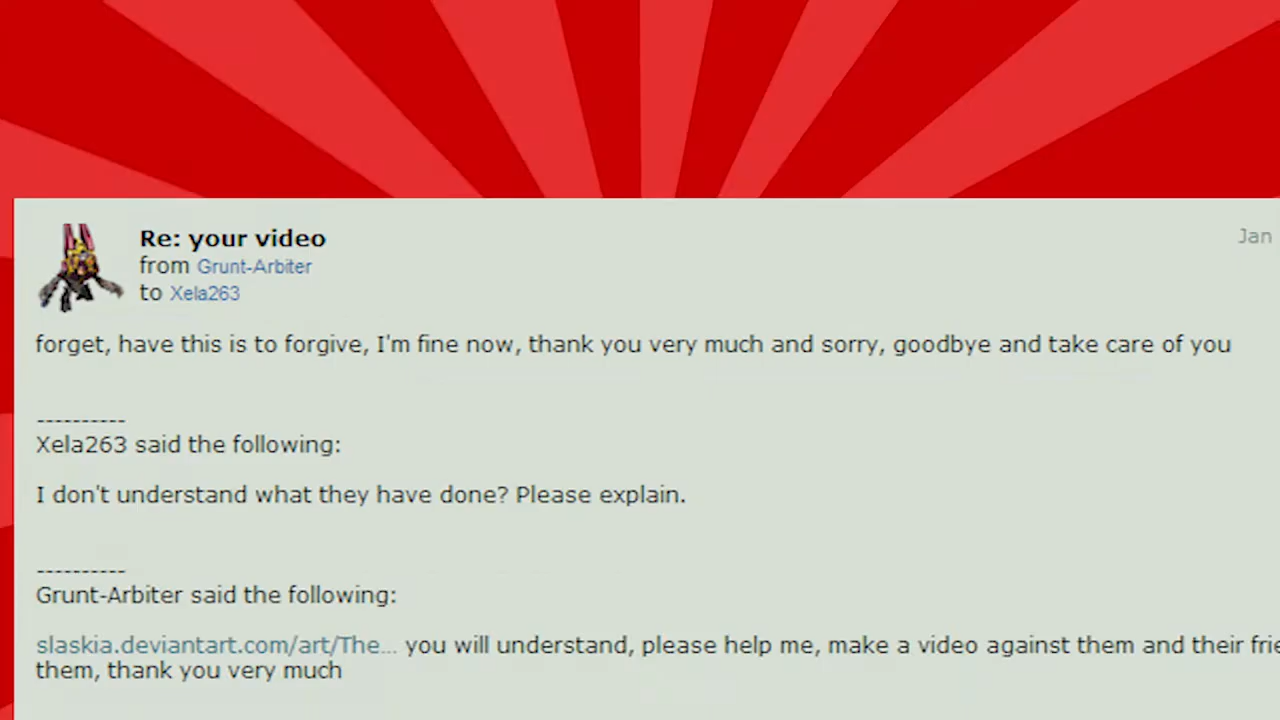 Re: your video
Jan
from Grunt-Arbiter
to Xela263
forget, have this is to forgive, I'm fine now, thank you very much and sorry, goodbye and take care of you
----------
Xela263 said the following:
I don't understand what they have done? Please explain.
----------
Grunt-Arbiter said the following:
slaskia.deviantart.com/art/The... you will understand, please help me, make a video against them and their frie
them, thank you very much